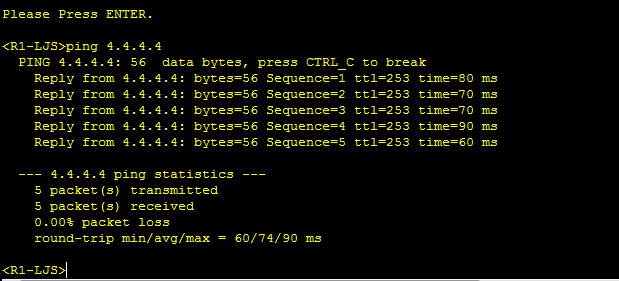 Please Press ENTER.
<R1-LJS>ping 4.4.4.4
PING 4.4.4.4: 56  data bytes, press CTRL_C to break
Reply from 4.4.4.4: bytes=56 Sequence=1 ttl=253 time=80 ms
Reply from 4.4.4.4: bytes=56 Sequence=2 ttl=253 time=70 ms
Reply from 4.4.4.4: bytes=56 Sequence=3 ttl=253 time=70 ms
Reply from 4.4.4.4: bytes=56 Sequence=4 ttl=253 time=90 ms
Reply from 4.4.4.4: bytes=56 Sequence=5 ttl=253 time=60 ms
--- 4.4.4.4 ping statistics ---
5 packet(s) transmitted
5 packet(s) received
0.00% packet loss
round-trip min/avg/max = 60/74/90 ms
<R1-LJS>